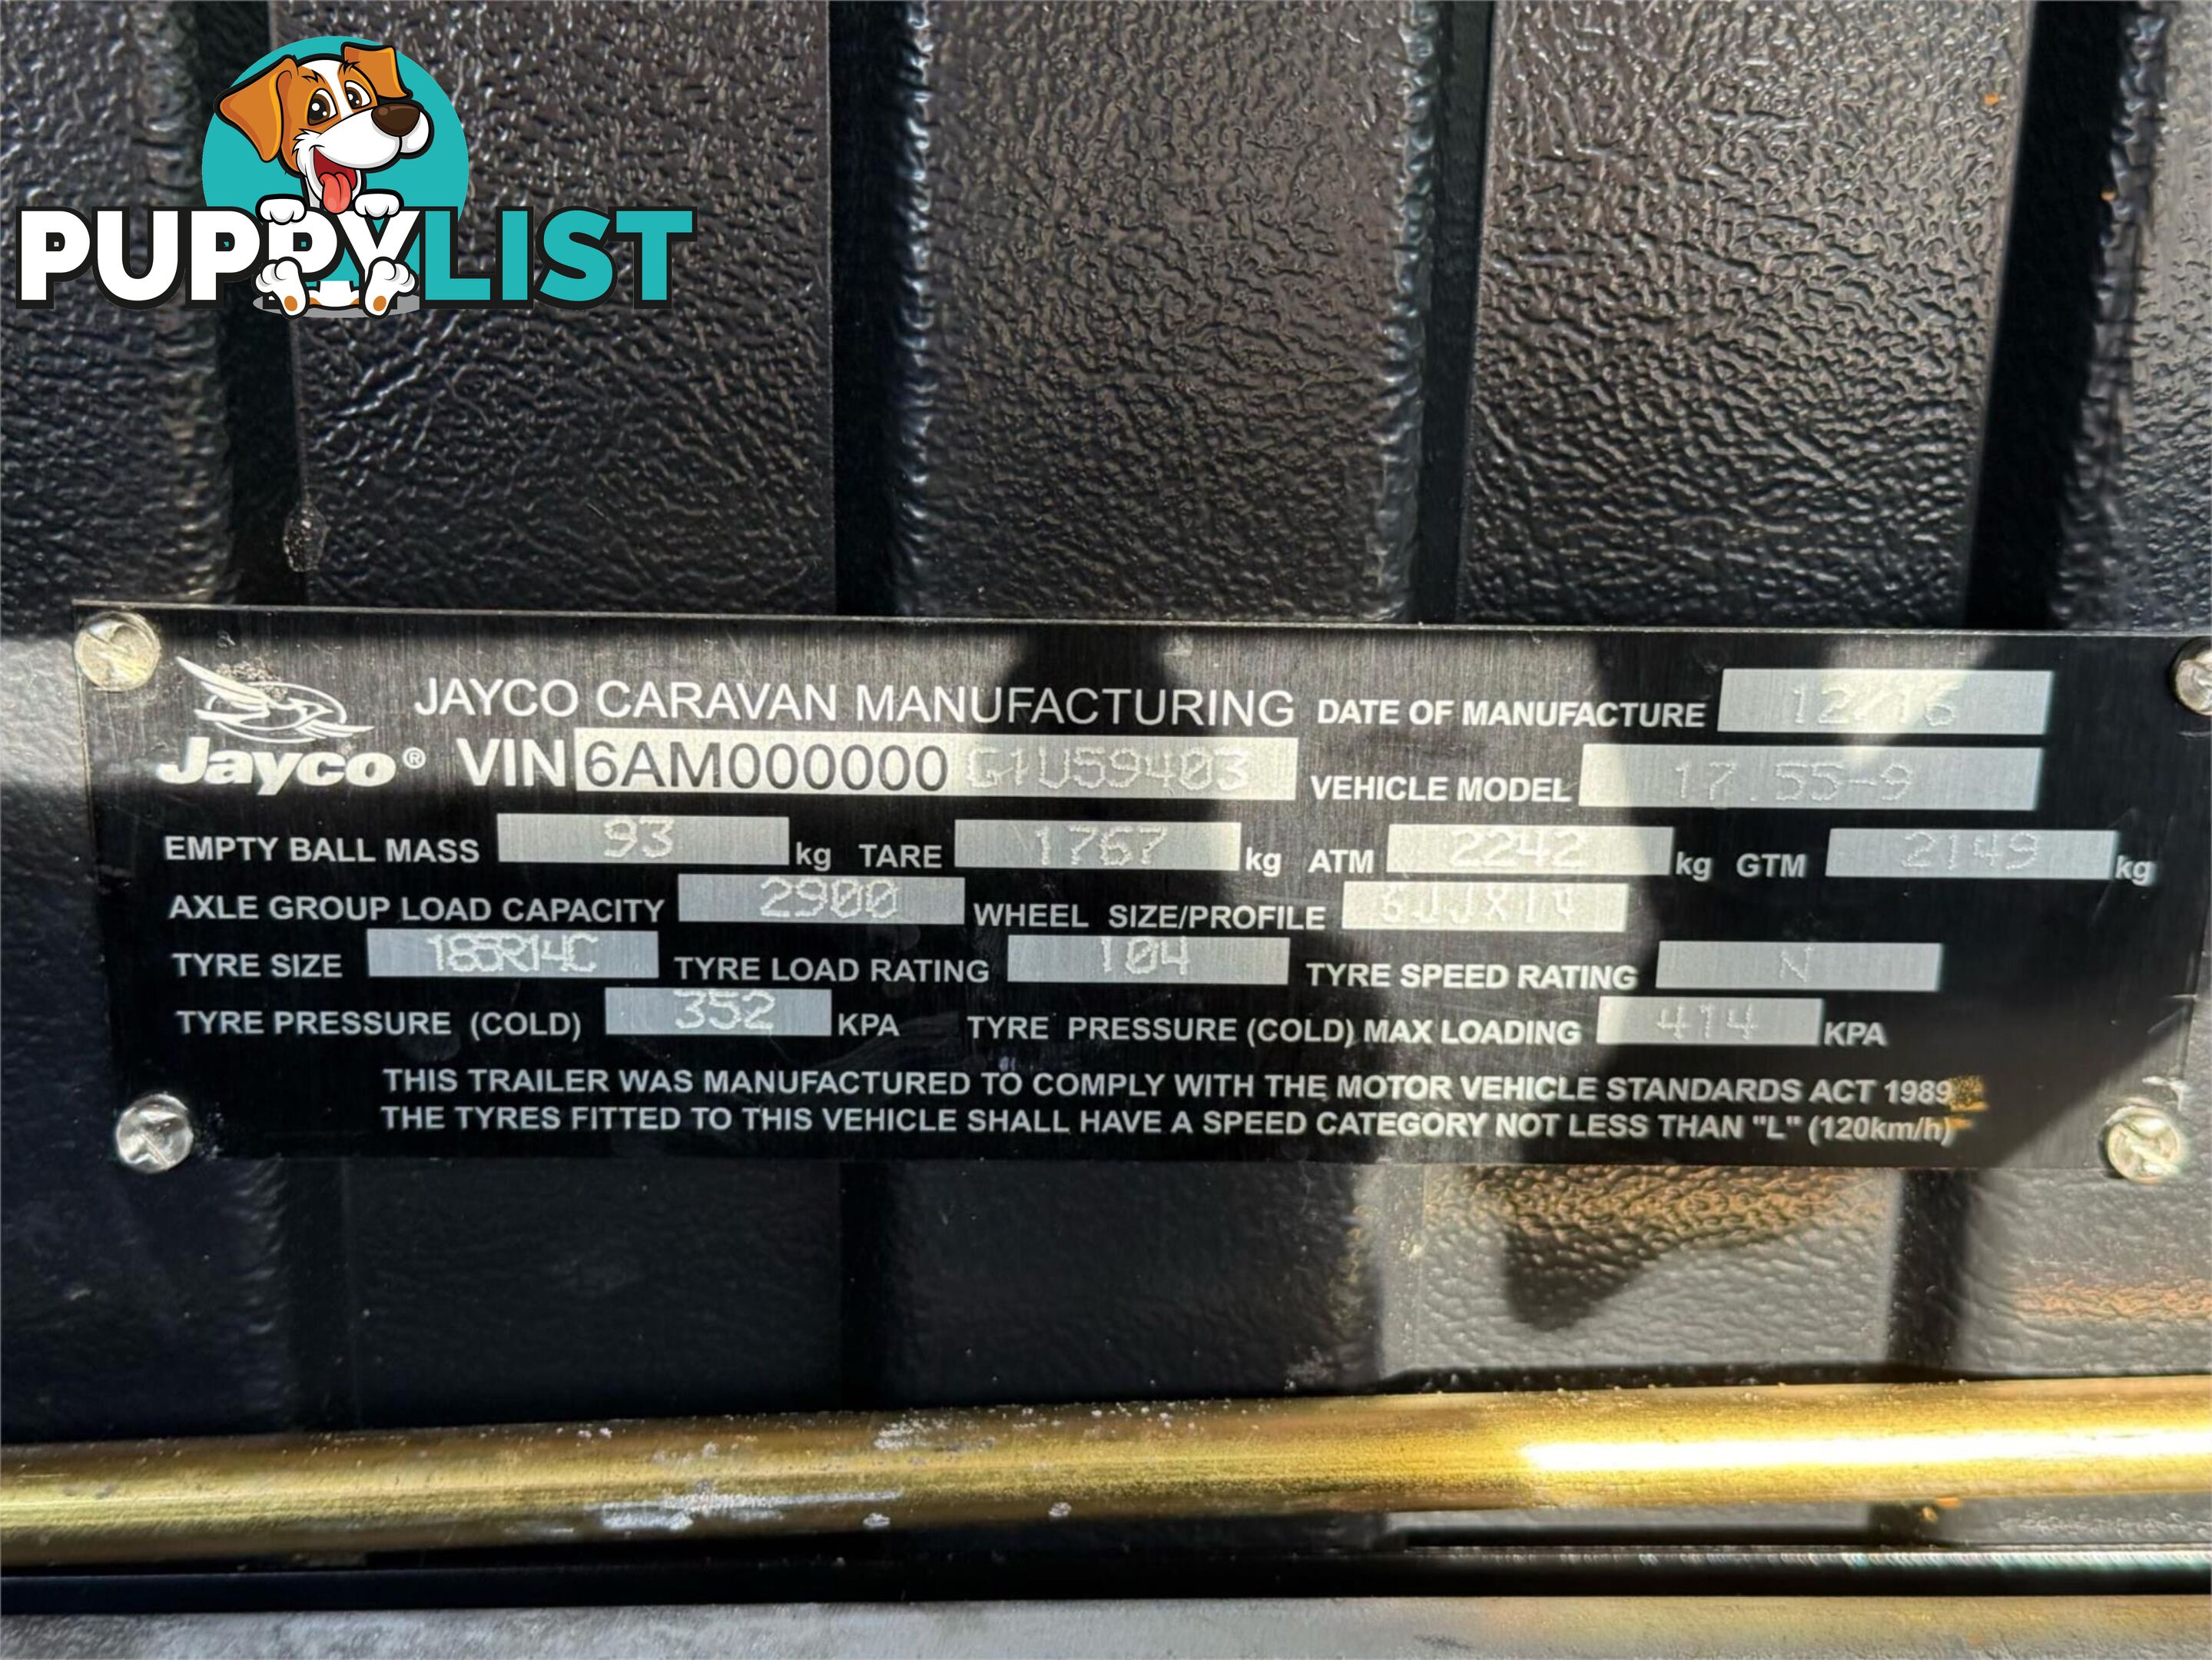 PUPPYLIST
JAYCO CARAVAN MANUFACTURING DATE OF MANUFACTURE 12/16
Jayco® VIN 6AM000000G1U59403 VEHICLE MODEL 17.55-9
EMPTY BALL MASS 93 kg TARE 1767 kg ATM 2242 kg GTM 2149 kg
AXLE GROUP LOAD CAPACITY 2900 WHEEL SIZE/PROFILE 6JJX14
TYRE SIZE 185R14C TYRE LOAD RATING 104 TYRE SPEED RATING N
TYRE PRESSURE (COLD) 352 KPA TYRE PRESSURE (COLD) MAX LOADING 414 KPA
THIS TRAILER WAS MANUFACTURED TO COMPLY WITH THE MOTOR VEHICLE STANDARDS ACT 1989
THE TYRES FITTED TO THIS VEHICLE SHALL HAVE A SPEED CATEGORY NOT LESS THAN "L" (120km/h)